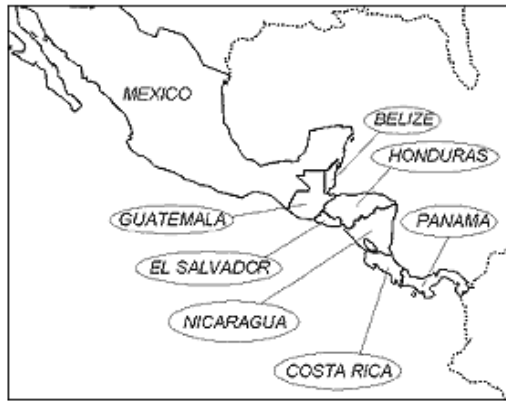 MEXICO
BELIZE
HONDURAS
GUATEMALA
PANAMA
EL SALVADOR
NICARAGUA
COSTA RICA